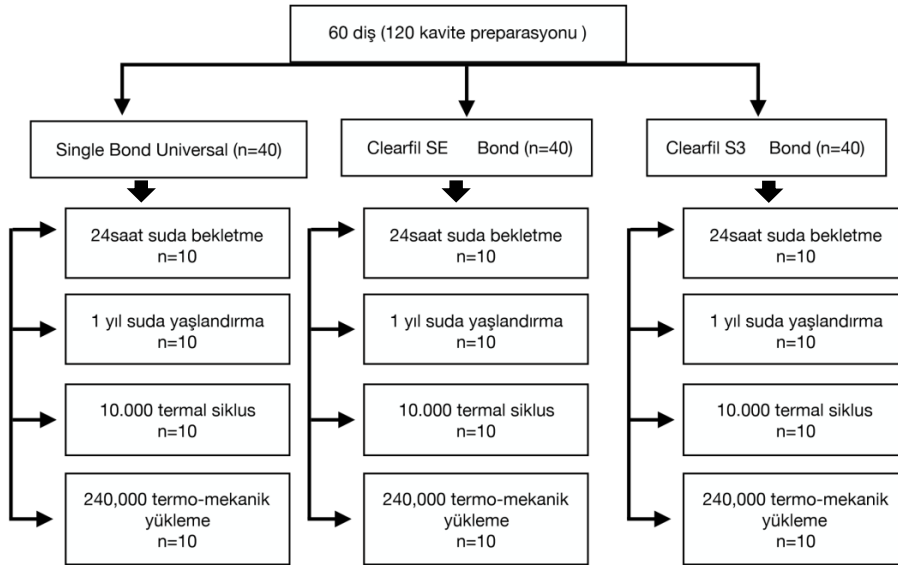 60 diş (120 kavite preparasyonu )
Single Bond Universal (n=40)
Clearfil SE Bond (n=40)
Clearfil S3 Bond (n=40)
24saat suda bekletme
n=10
1 yıl suda yaşlandırma
n=10
10.000 termal siklus
n=10
240,000 termo-mekanik
yükleme
n=10
24saat suda bekletme
n=10
1 yıl suda yaşlandırma
n=10
10.000 termal siklus
n=10
240,000 termo-mekanik
yükleme
n=10
24saat suda bekletme
n=10
1 yıl suda yaşlandırma
n=10
10.000 termal siklus
n=10
240,000 termo-mekanik
yükleme
n=10